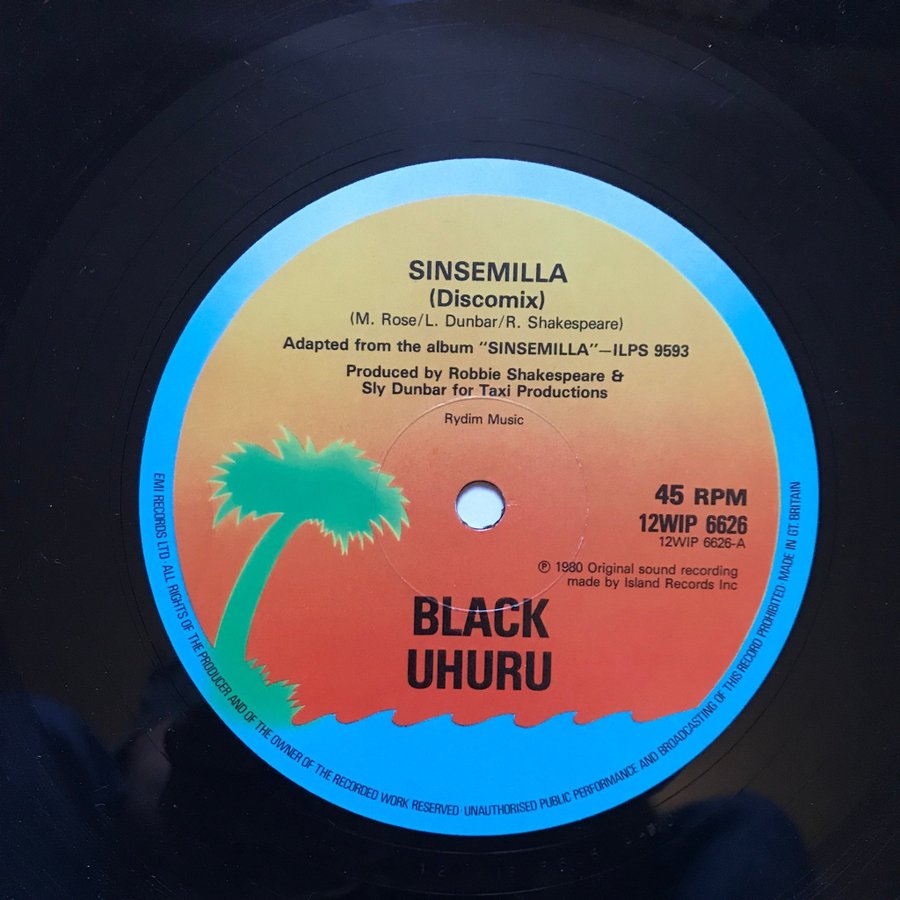 SINSEMILLA
(Discomix)
(M. Rose/L. Dunbar/R. Shakespeare)
Adapted from the album "SINSEMILLA"—ILPS 9593
Produced by Robbie Shakespeare &
Sly Dunbar for Taxi Productions
Rydim Music
45 RPM
12WIP 6626
12WIP 6626-A
℗ 1980 Original sound recording
made by Island Records Inc
BLACK
UHURU
EMI RECORDS LTD · ALL RIGHTS OF THE PRODUCER AND OF THE OWNER OF THE RECORDED WORK RESERVED · UNAUTHORISED PUBLIC PERFORMANCE AND BROADCASTING OF THIS RECORD PROHIBITED · MADE IN GT. BRITAIN